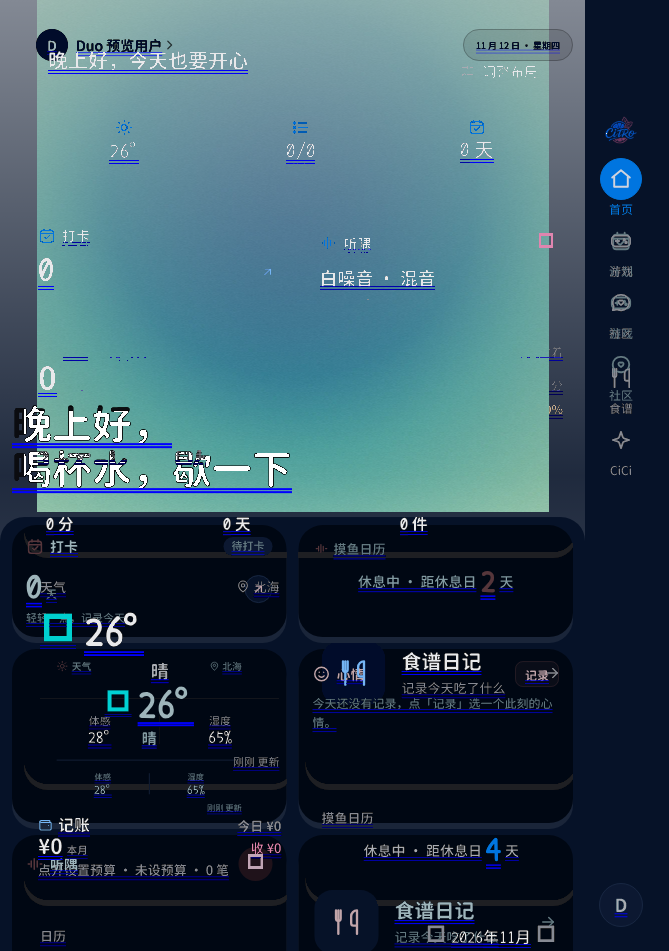 D
Duo 预览用户
晚上好，今天也要开心
11月12日 · 星期四
26°
0/0
0 天
打卡
0
听隅
白噪音 · 混音
0
分
晚上好，
喝杯水，歇一下
0 分
0 天
0 件
打卡
待打卡
0
天气
北海
26°
摸鱼日历
休息中 · 距休息日 2 天
天气
北海
晴
26°
体感
28°
晴
湿度
65%
刚刚 更新
体感
28°
湿度
65%
刚刚 更新
心情
食谱日记
记录今天吃了什么
记录
今天还没有记录，点「记录」选一个此刻的心情。
摸鱼日历
记账
今日 ¥0
¥0 本月
收 ¥0
听隅
点开设置预算 · 未设预算 · 0 笔
日历
休息中 · 距休息日 4 天
食谱日记
2026年11月
Citro
首页
社区
食谱
CiCi
D